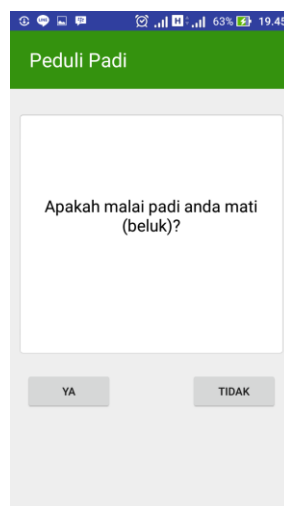 63% 19.45
Peduli Padi
Apakah malai padi anda mati
(beluk)?
YA
TIDAK